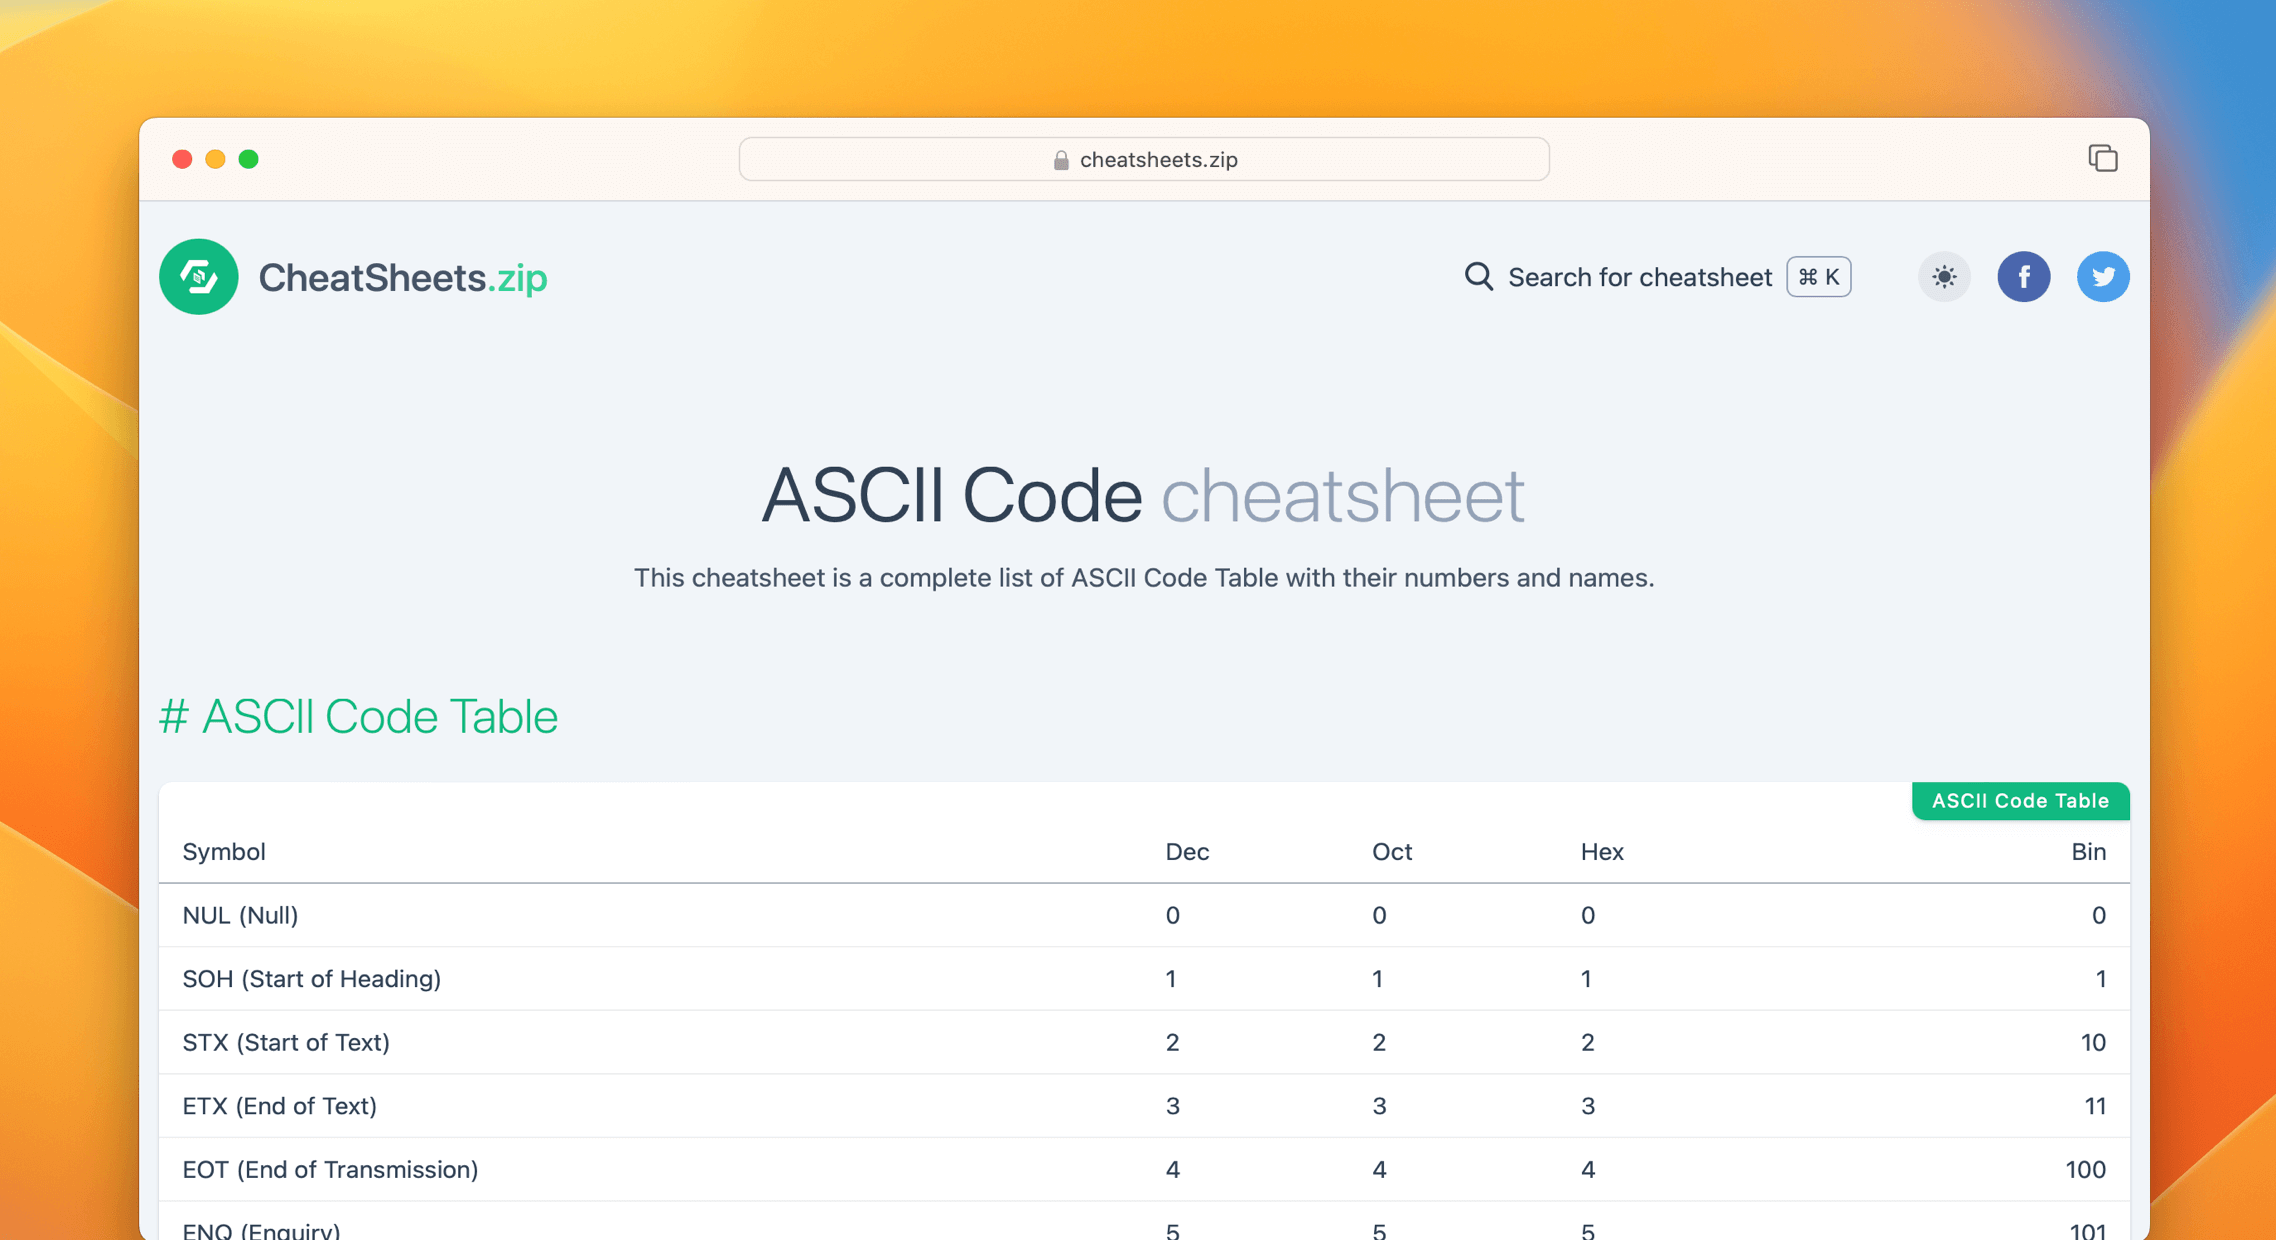 cheatsheets.zip
CheatSheets.zip
Search for cheatsheet ⌘ K
ASCII Code cheatsheet
This cheatsheet is a complete list of ASCII Code Table with their numbers and names.
# ASCII Code Table
ASCII Code Table
Symbol Dec Oct Hex Bin
NUL (Null) 0 0 0 0
SOH (Start of Heading) 1 1 1 1
STX (Start of Text) 2 2 2 10
ETX (End of Text) 3 3 3 11
EOT (End of Transmission) 4 4 4 100
ENQ (Enquiry) 5 5 5 101